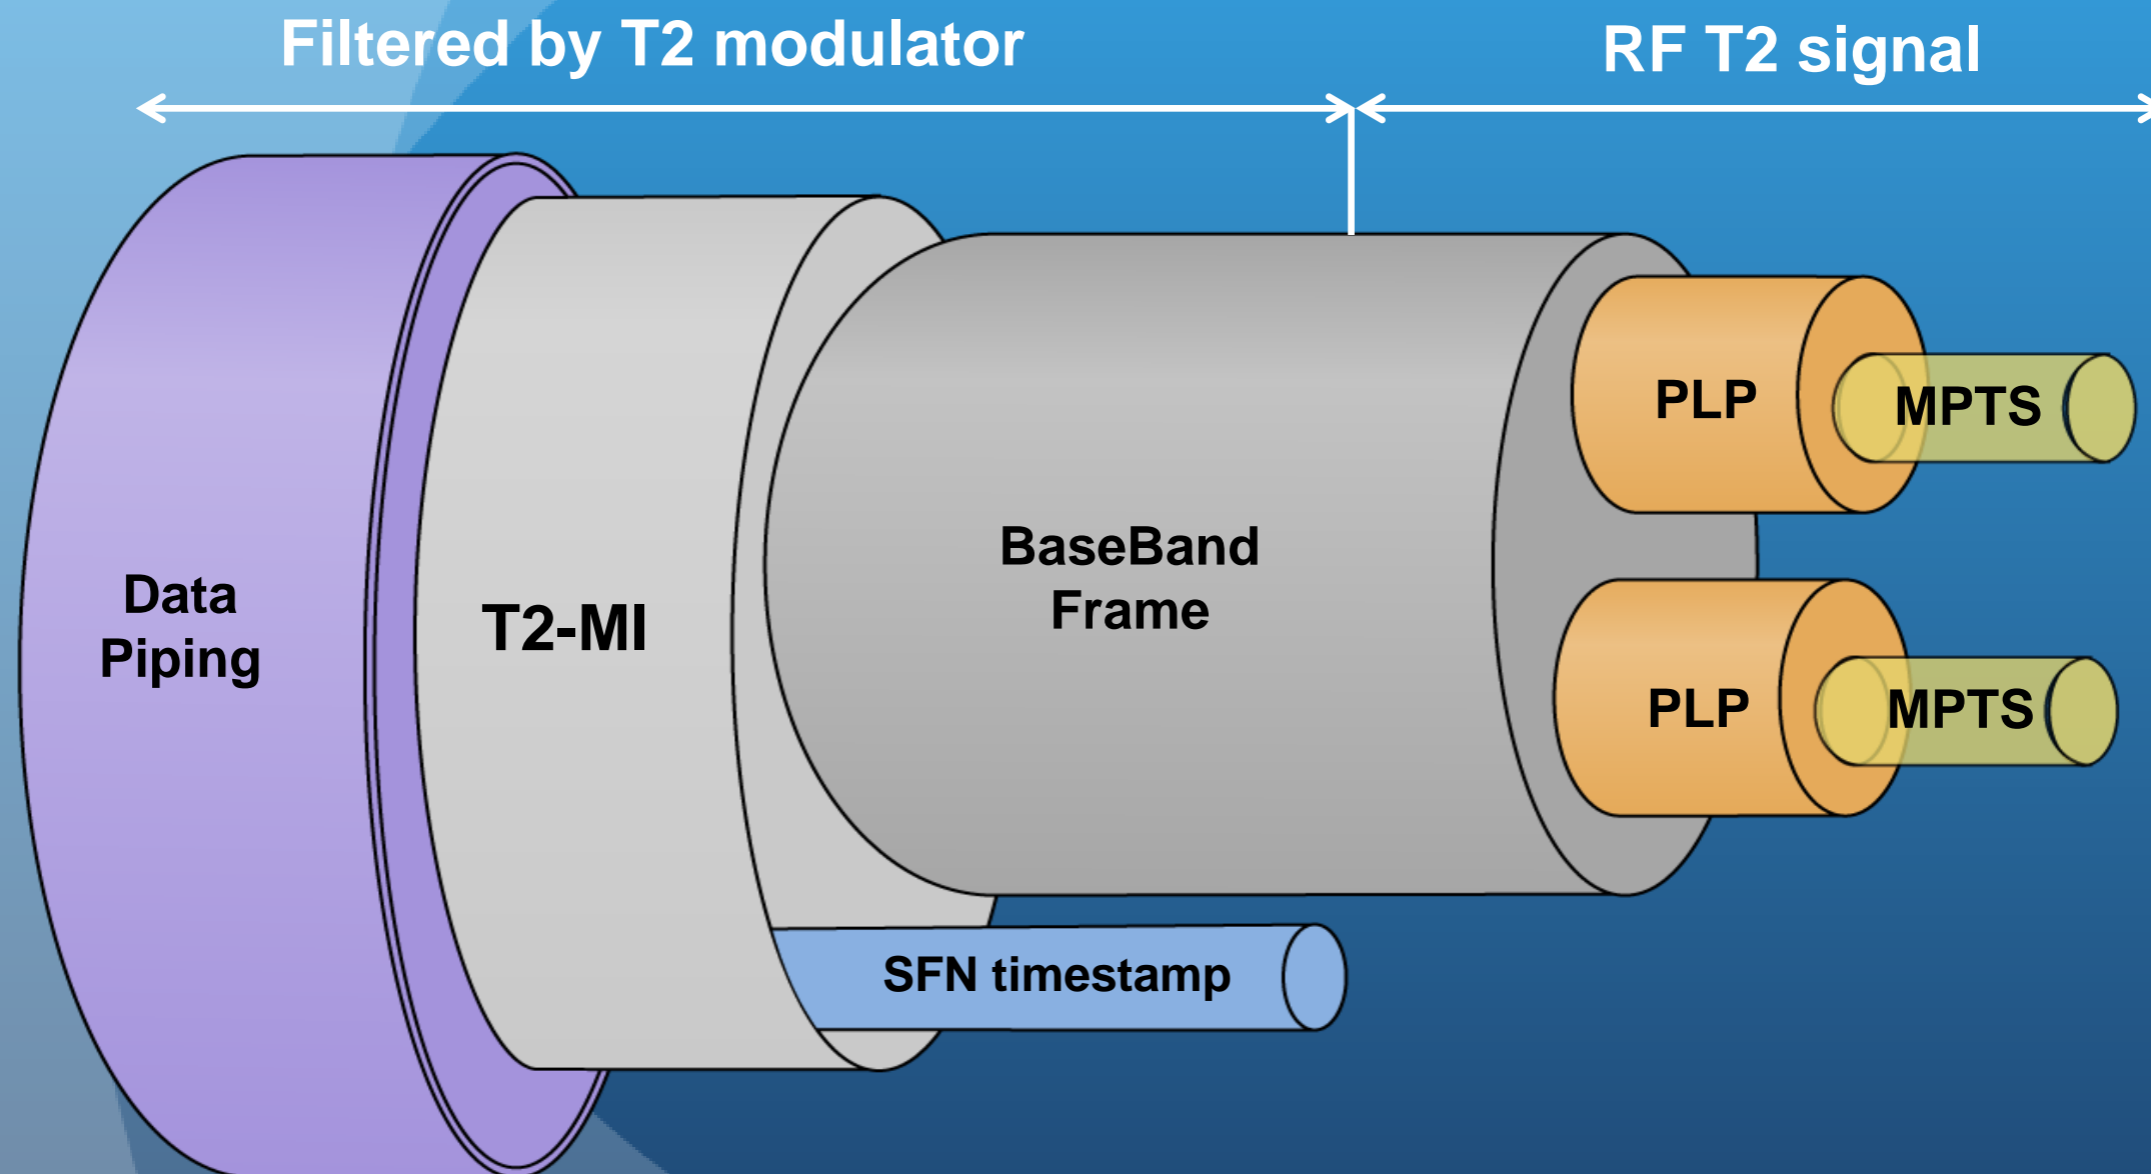 Filtered by T2 modulator
RF T2 signal
Data
Piping
T2-MI
BaseBand
Frame
PLP
MPTS
PLP
MPTS
SFN timestamp